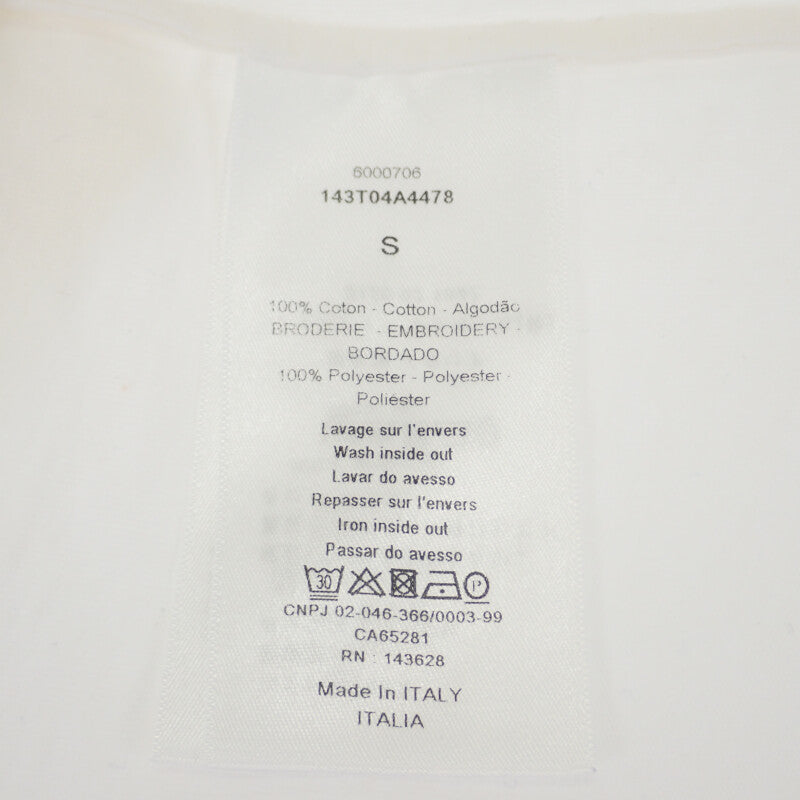 6000706
143T04A4478
S
100% Coton - Cotton - Algodão
BRODERIE - EMBROIDERY -
BORDADO
100% Polyester - Polyester -
Poliéster
Lavage sur l'envers
Wash inside out
Lavar do avesso
Repasser sur l'envers
Iron inside out
Passar do avesso
30 P
CNPJ 02-046-366/0003-99
CA65281
RN : 143628
Made In ITALY
ITALIA